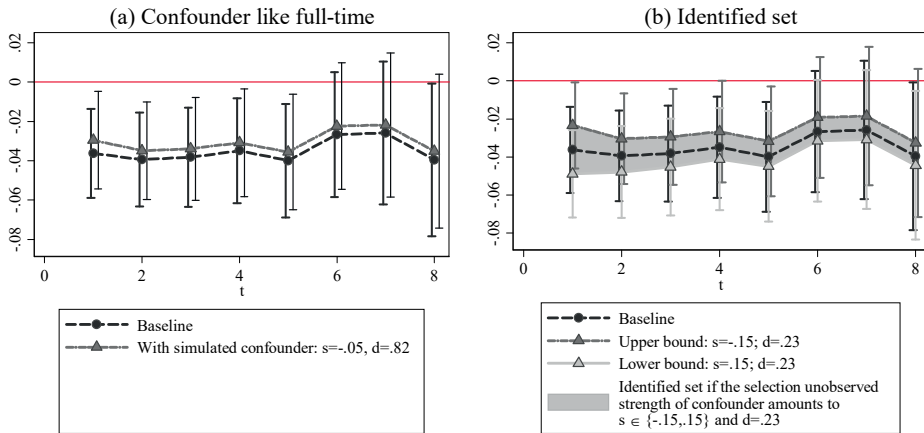 (a) Confounder like full-time
.02
0
-.02
-.04
-.06
-.08
0 2 4 6 8
t
Baseline
With simulated confounder: s=-.05, d=.82
(b) Identified set
.02
0
-.02
-.04
-.06
-.08
0 2 4 6 8
t
Baseline
Upper bound: s=-.15; d=.23
Lower bound: s=.15; d=.23
Identified set if the selection unobserved
strength of confounder amounts to
s ∈ {-.15,.15} and d=.23